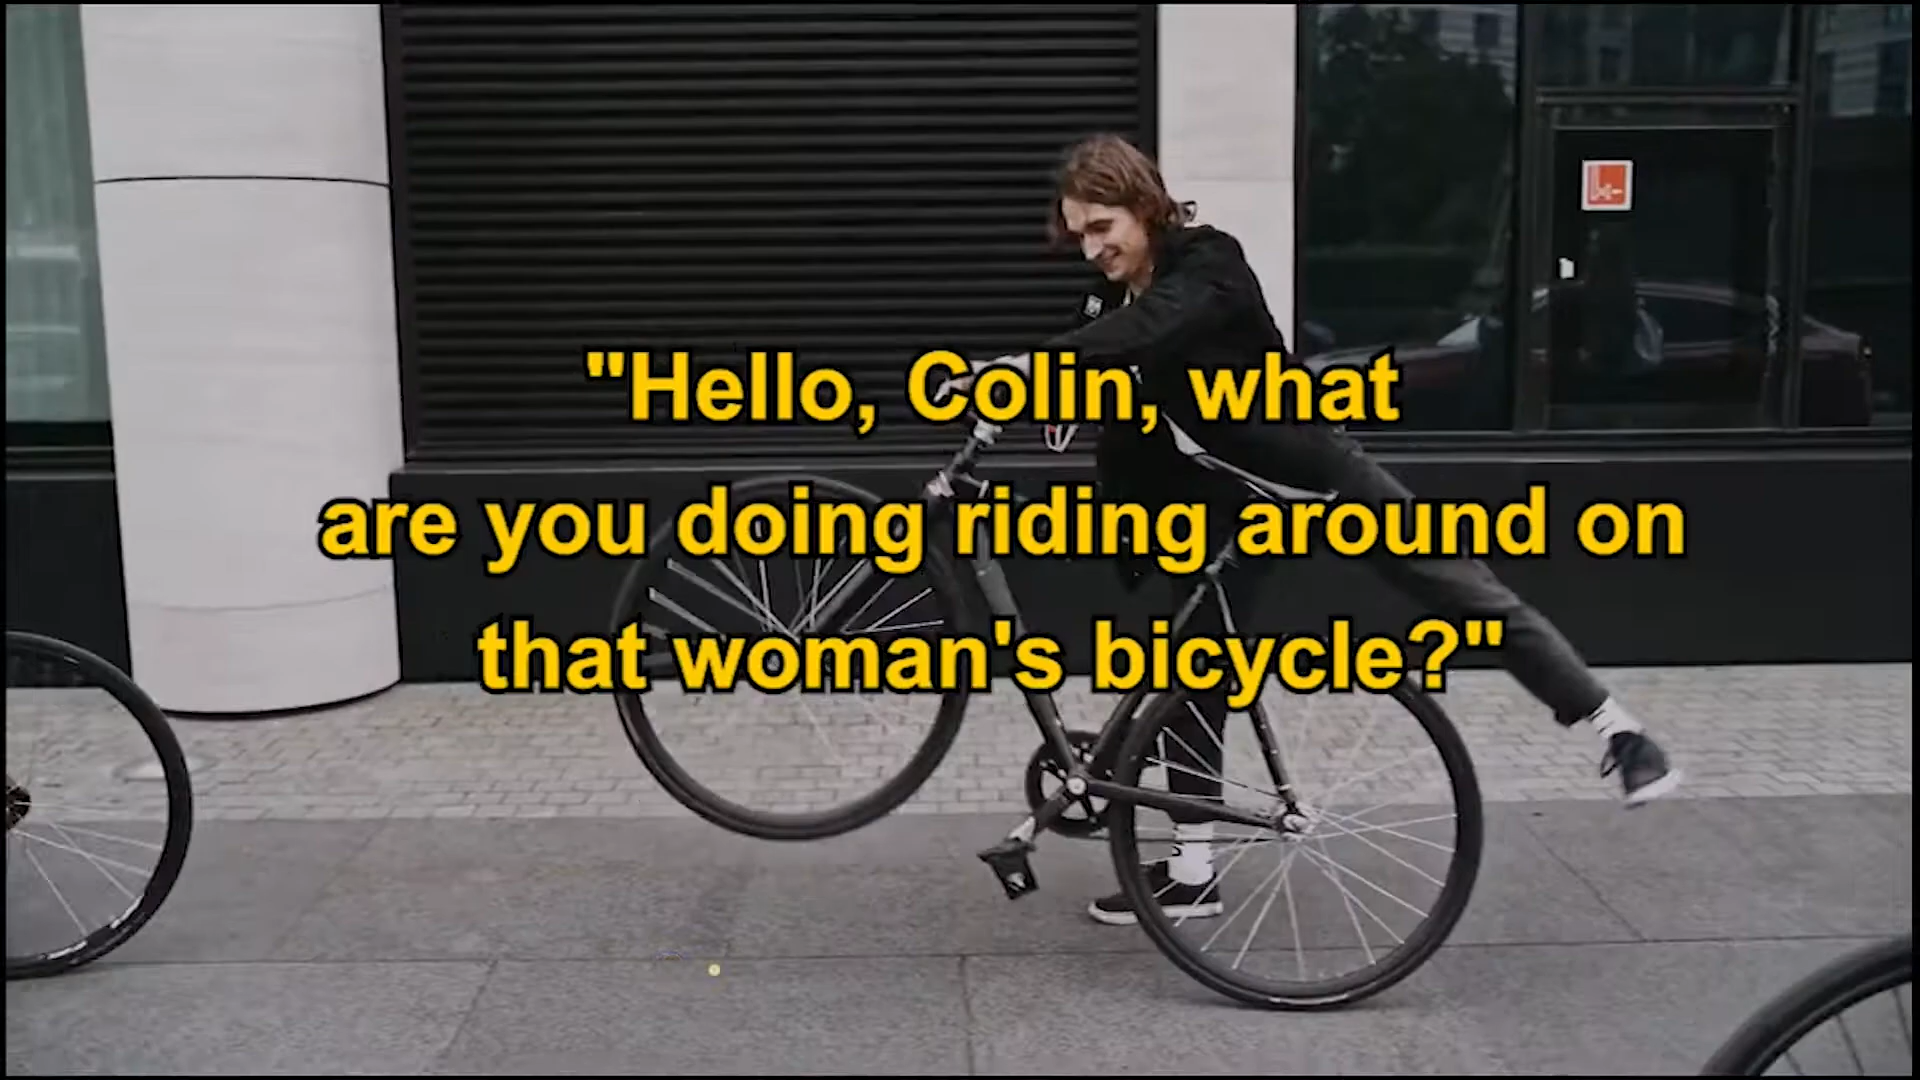 "Hello, Colin, what
are you doing riding around on
that woman's bicycle?"